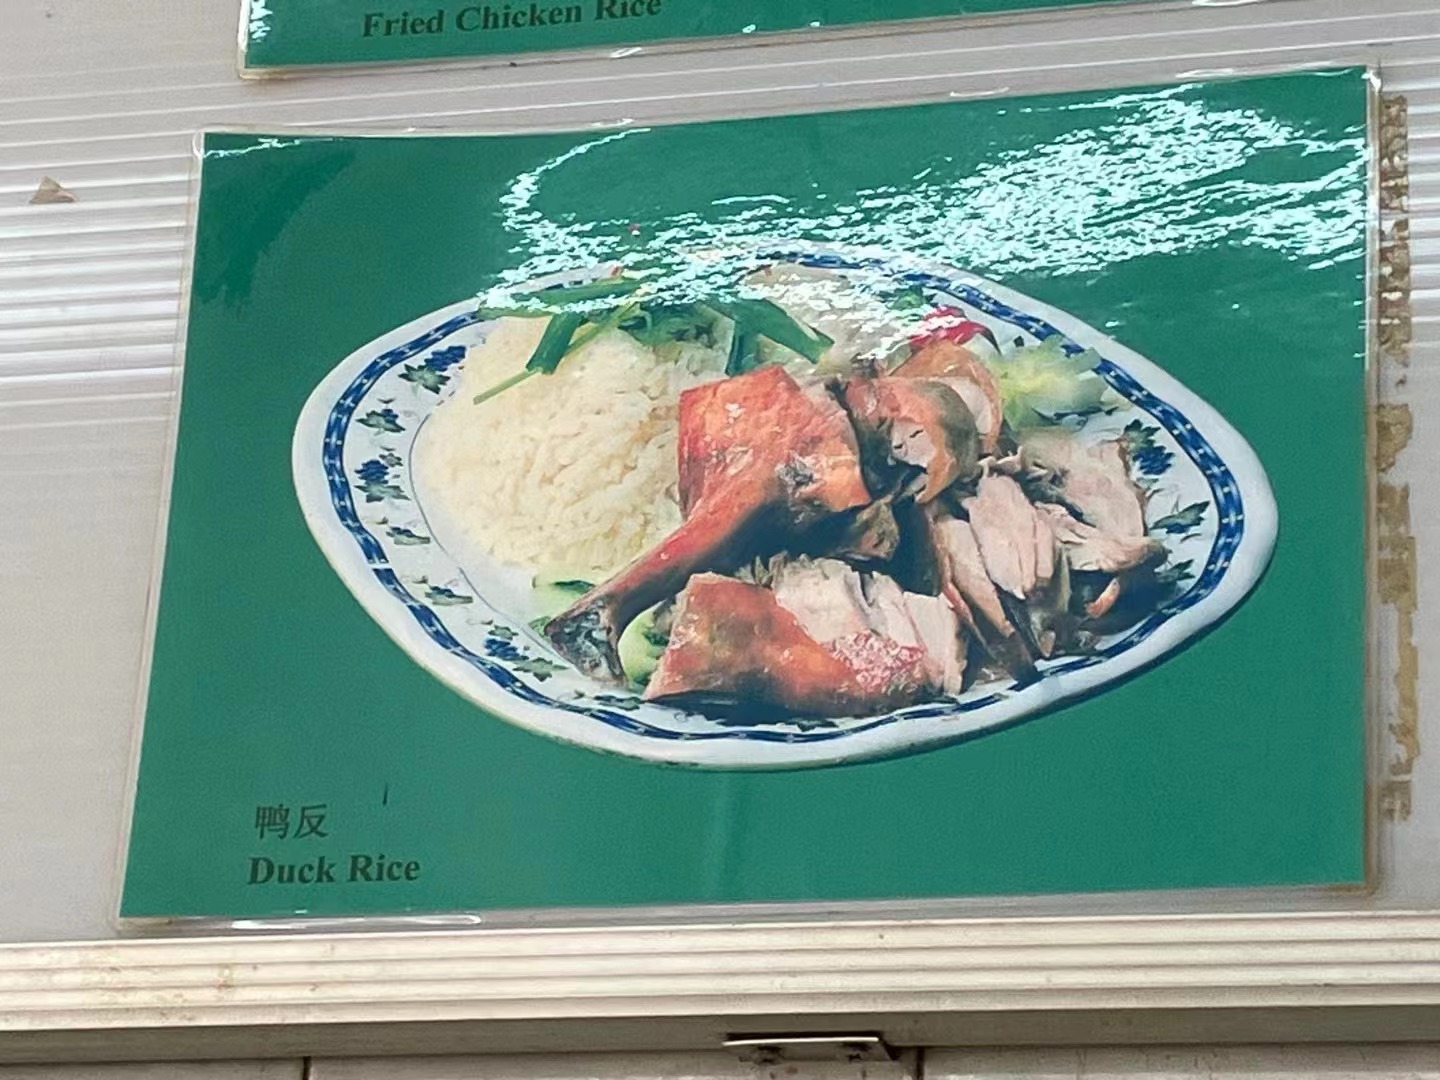 Fried Chicken Rice
鸭反
Duck Rice